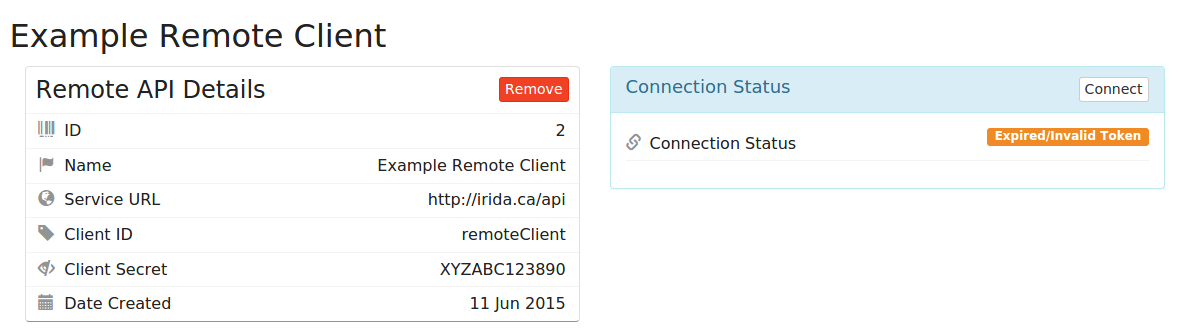 Example Remote Client
Remote API Details Remove
ID 2
Name Example Remote Client
Service URL http://irida.ca/api
Client ID remoteClient
Client Secret XYZABC123890
Date Created 11 Jun 2015
Connection Status Connect
Connection Status Expired/Invalid Token